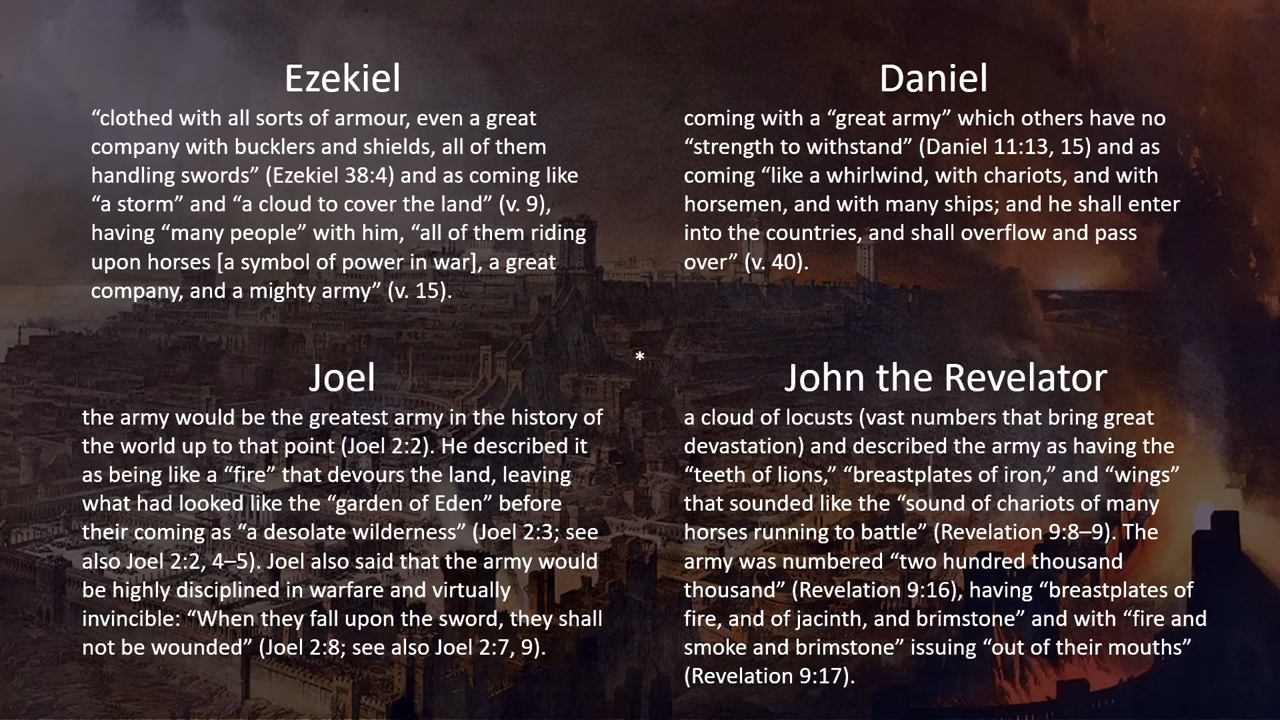 Ezekiel
“clothed with all sorts of armour, even a great
company with bucklers and shields, all of them
handling swords” (Ezekiel 38:4) and as coming like
“a storm” and “a cloud to cover the land” (v. 9),
having “many people” with him, “all of them riding
upon horses [a symbol of power in war], a great
company, and a mighty army” (v. 15).
Daniel
coming with a “great army” which others have no
“strength to withstand” (Daniel 11:13, 15) and as
coming “like a whirlwind, with chariots, and with
horsemen, and with many ships; and he shall enter
into the countries, and shall overflow and pass
over” (v. 40).
*
Joel
the army would be the greatest army in the history of
the world up to that point (Joel 2:2). He described it
as being like a “fire” that devours the land, leaving
what had looked like the “garden of Eden” before
their coming as “a desolate wilderness” (Joel 2:3; see
also Joel 2:2, 4–5). Joel also said that the army would
be highly disciplined in warfare and virtually
invincible: “When they fall upon the sword, they shall
not be wounded” (Joel 2:8; see also Joel 2:7, 9).
John the Revelator
a cloud of locusts (vast numbers that bring great
devastation) and described the army as having the
“teeth of lions,” “breastplates of iron,” and “wings”
that sounded like the “sound of chariots of many
horses running to battle” (Revelation 9:8–9). The
army was numbered “two hundred thousand
thousand” (Revelation 9:16), having “breastplates of
fire, and of jacinth, and brimstone” and with “fire and
smoke and brimstone” issuing “out of their mouths”
(Revelation 9:17).